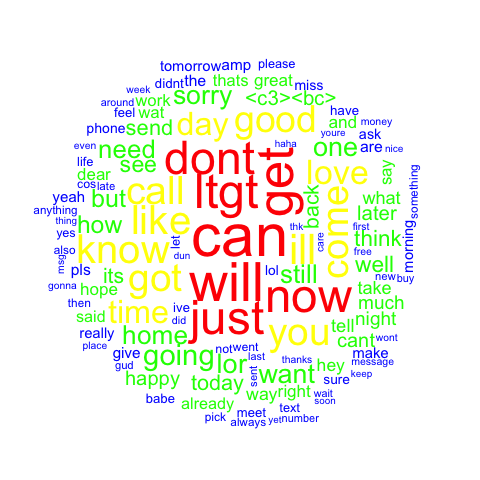 tomorrow amp please
week didnt the thats great miss
around work sorry <c3><bc> have
feel wat day good and money
phone send youre ask
even need dont get haha one are nice
life see love say
dear call ltgt back what
cos late but like come later something
yeah
anything how can thk first
thing
yes know let ill care think morning
also its dun free well
msg pls got will lol still now new buy
gonna hope take
then time just ive much
said did you night
really home tell cant wont
place going not went want hey make
give lor last thanks message
gud happy today sent sure keep
babe already way right wait
pick meet text soon
always yet number